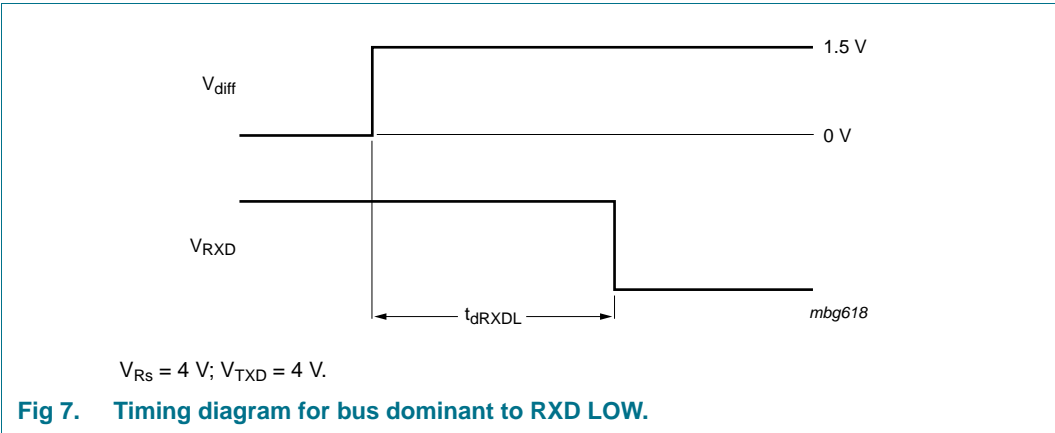 1.5 V
Vdiff
0 V
VRXD
tdRXDL
mbg618
VRs = 4 V; VTXD = 4 V.
Fig 7. Timing diagram for bus dominant to RXD LOW.